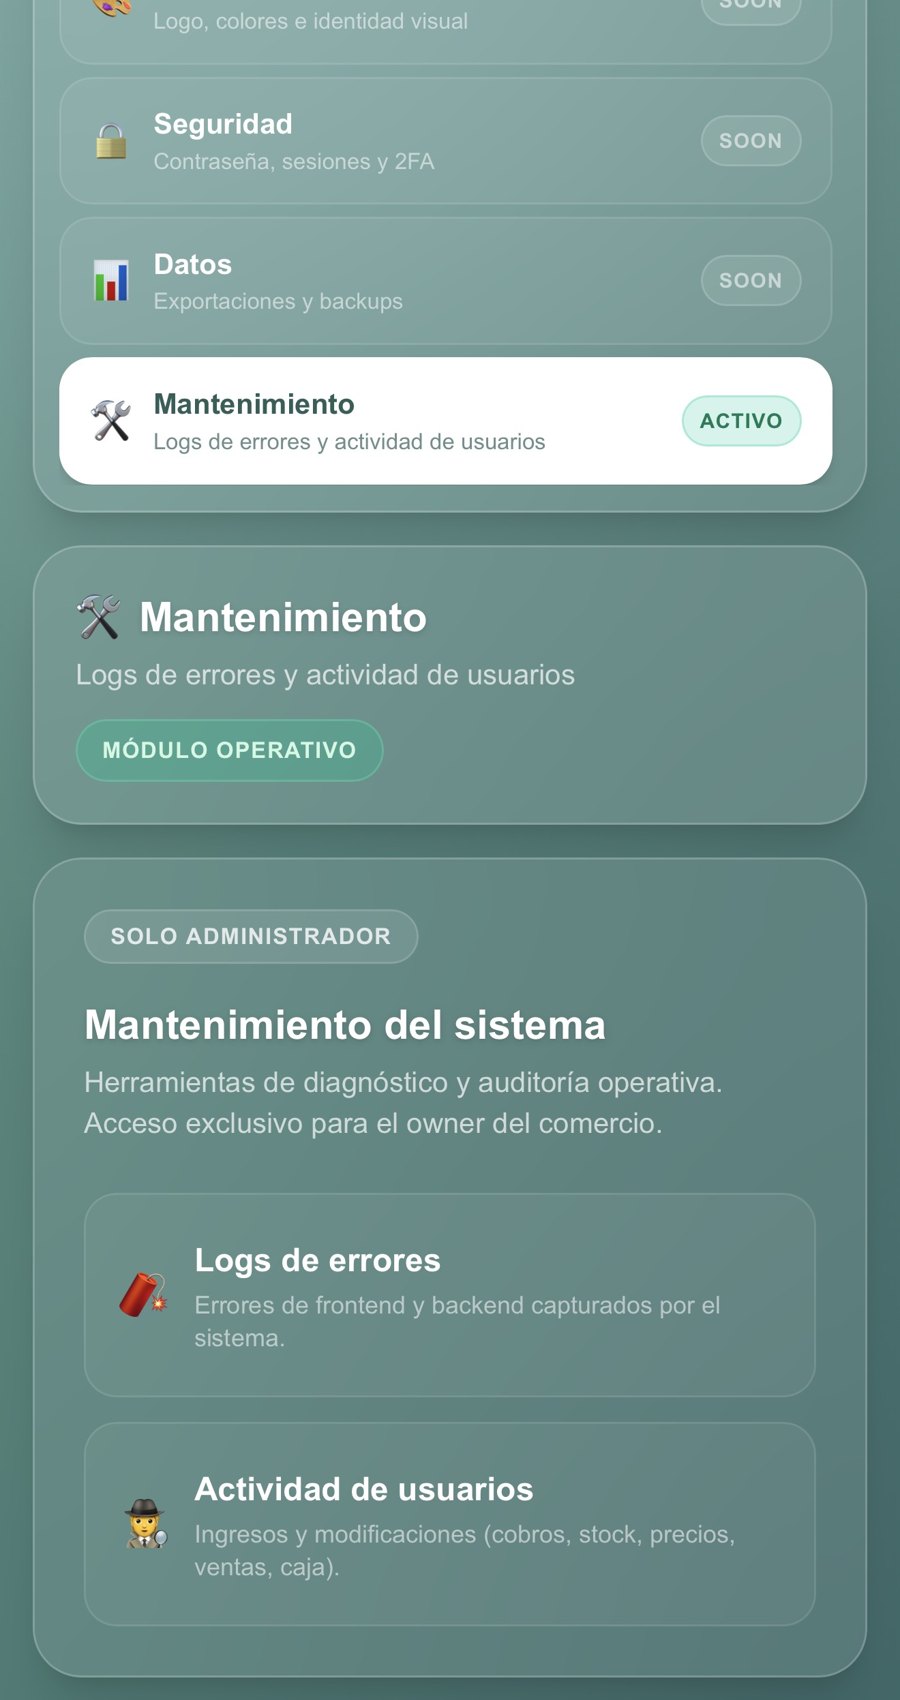 SOON
Logo, colores e identidad visual
Seguridad
Contraseña, sesiones y 2FA
SOON
Datos
Exportaciones y backups
SOON
Mantenimiento
Logs de errores y actividad de usuarios
ACTIVO
Mantenimiento
Logs de errores y actividad de usuarios
MÓDULO OPERATIVO
SOLO ADMINISTRADOR
Mantenimiento del sistema
Herramientas de diagnóstico y auditoría operativa.
Acceso exclusivo para el owner del comercio.
Logs de errores
Errores de frontend y backend capturados por el
sistema.
Actividad de usuarios
Ingresos y modificaciones (cobros, stock, precios,
ventas, caja).